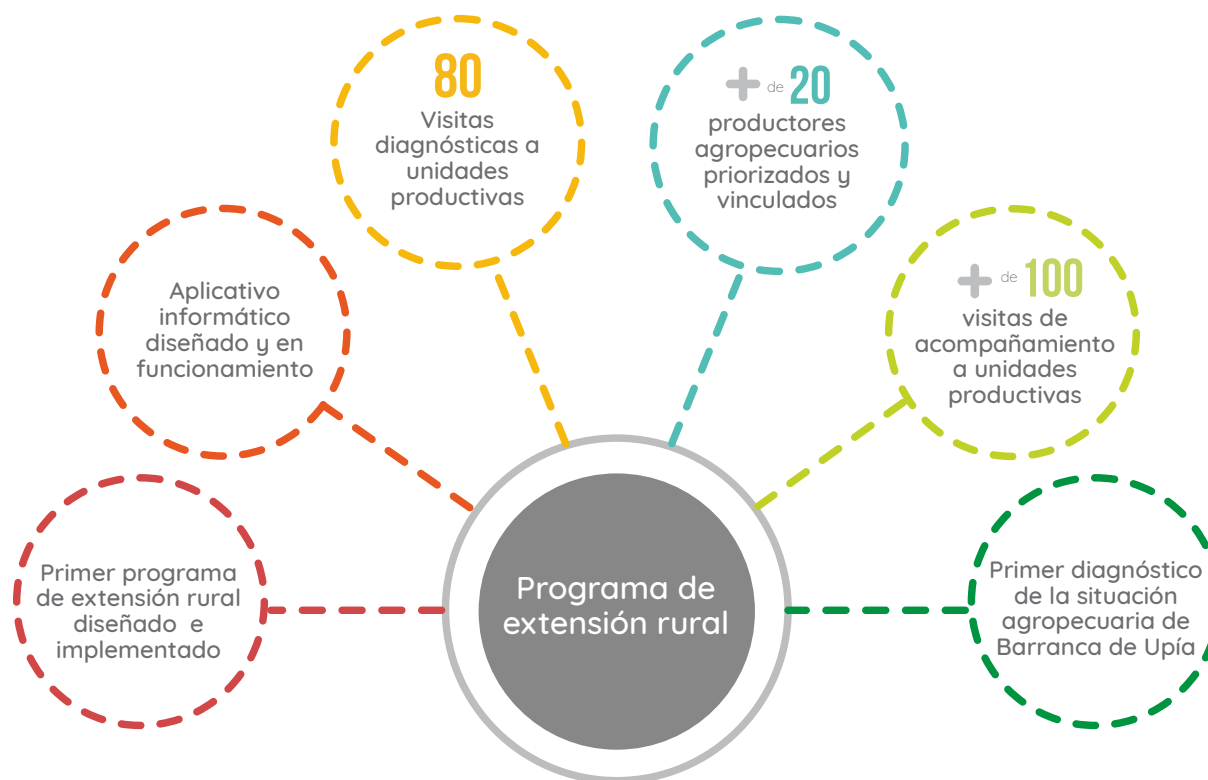 80
Visitas
diagnósticas a
unidades
productivas
+ de 20
productores
agropecuarios
priorizados y
vinculados
Aplicativo
informático
diseñado y en
funcionamiento
+ de 100
visitas de
acompañamiento
a unidades
productivas
Primer programa
de extensión rural
diseñado e
implementado
Programa de
extensión rural
Primer diagnóstico
de la situación
agropecuaria de
Barranca de Upía